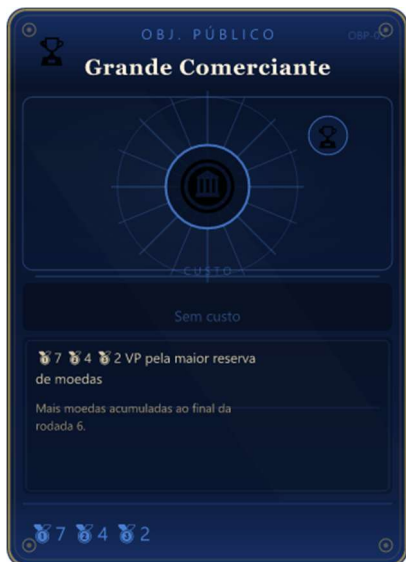 OBJ. PÚBLICO
Grande Comerciante
CUSTO
Sem custo
🥇7 🥈4 🥉2 VP pela maior reserva
de moedas
Mais moedas acumuladas ao final da
rodada 6.
🥇7 🥈4 🥉2